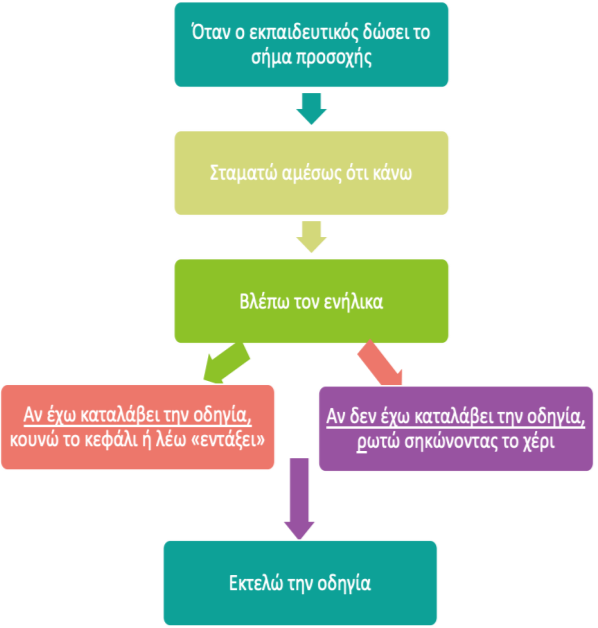 Όταν ο εκπαιδευτικός δώσει το
σήμα προσοχής
Σταματώ αμέσως ότι κάνω
Βλέπω τον ενήλικα
Αν έχω καταλάβει την οδηγία,
κουνώ το κεφάλι ή λέω «εντάξει»
Αν δεν έχω καταλάβει την οδηγία,
ρωτώ σηκώνοντας το χέρι
Εκτελώ την οδηγία